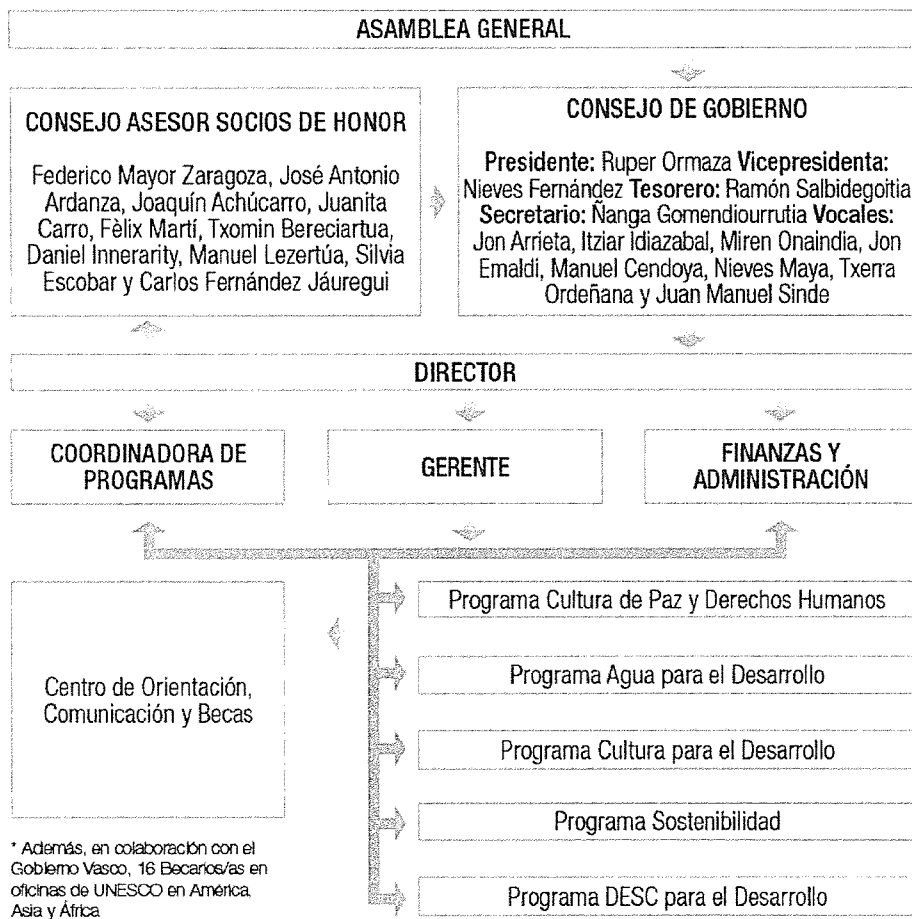 ASAMBLEA GENERAL
CONSEJO ASESOR SOCIOS DE HONOR
Federico Mayor Zaragoza, José Antonio
Ardanza, Joaquín Achúcarro, Juanita
Carro, Fèlix Martí, Txomin Bereciartua,
Daniel Innerarity, Manuel Lezertúa, Silvia
Escobar y Carlos Fernández Jáuregui
CONSEJO DE GOBIERNO
Presidente: Ruper Ormaza Vicepresidenta:
Nieves Fernández Tesorero: Ramón Salbidegoitia
Secretario: Ñanga Gomendiourrutia Vocales:
Jon Arrieta, Itziar Idiazabal, Miren Onaindia, Jon
Emaldi, Manuel Cendoya, Nieves Maya, Txerra
Ordeñana y Juan Manuel Sinde
DIRECTOR
COORDINADORA DE
PROGRAMAS
GERENTE
FINANZAS Y
ADMINISTRACIÓN
Centro de Orientación,
Comunicación y Becas
Programa Cultura de Paz y Derechos Humanos
Programa Agua para el Desarrollo
Programa Cultura para el Desarrollo
Programa Sostenibilidad
Programa DESC para el Desarrollo
* Además, en colaboración con el
Gobierno Vasco, 16 Becarios/as en
oficinas de UNESCO en América,
Asia y África